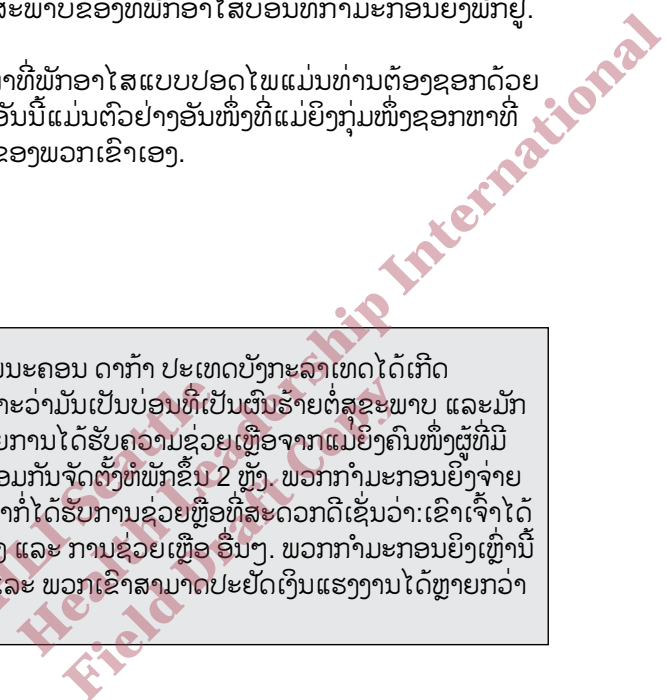 ສະພາບຂອງທີ່ພັກອາໄສບ່ອນທີ່ກຳມະກອນຍິງພັກຢູ່.
າທີ່ພັກອາໄສແບບປອດໄພແມ່ນທ່ານຕ້ອງຊອກດ້ວຍ
ອັນນີ້ແມ່ນຕົວຢ່າງອັນໜຶ່ງທີ່ແມ່ຍິງກຸ່ມໜຶ່ງຊອກຫາທີ່
ຂອງພວກເຂົາເອງ.
ນະຄອນ ດາກ້າ ປະເທດບັງກະລາເທດໄດ້ເກີດ
າະວ່າມັນເປັນບ່ອນທີ່ເປັນຜົນຮ້າຍຕໍ່ສຸຂະພາບ ແລະມັກ
ຍການໄດ້ຮັບຄວາມຊ່ວຍເຫຼືອຈາກແມ່ຍິງຄົນໜຶ່ງຜູ້ທີ່ມີ
ອມກັນຈັດຕັ້ງຫໍພັກຂຶ້ນ 2 ຫຼັງ. ພວກກຳມະກອນຍິງຈ່າຍ
າກໍ່ໄດ້ຮັບການຊ່ວຍຫຼືອທີ່ສະດວກດີເຊັ່ນວ່າ:ເຂົາເຈົ້າໄດ້
ງ ແລະ ການຊ່ວຍເຫຼືອ ອື່ນໆ. ພວກກຳມະກອນຍິງເຫຼົ່ານີ້
ລະ ພວກເຂົາສາມາດປະຢັດເງິນແຮງງານໄດ້ຫຼາຍກວ່າ
HLI Seattle
Health Leadership International
Field Draft Copy